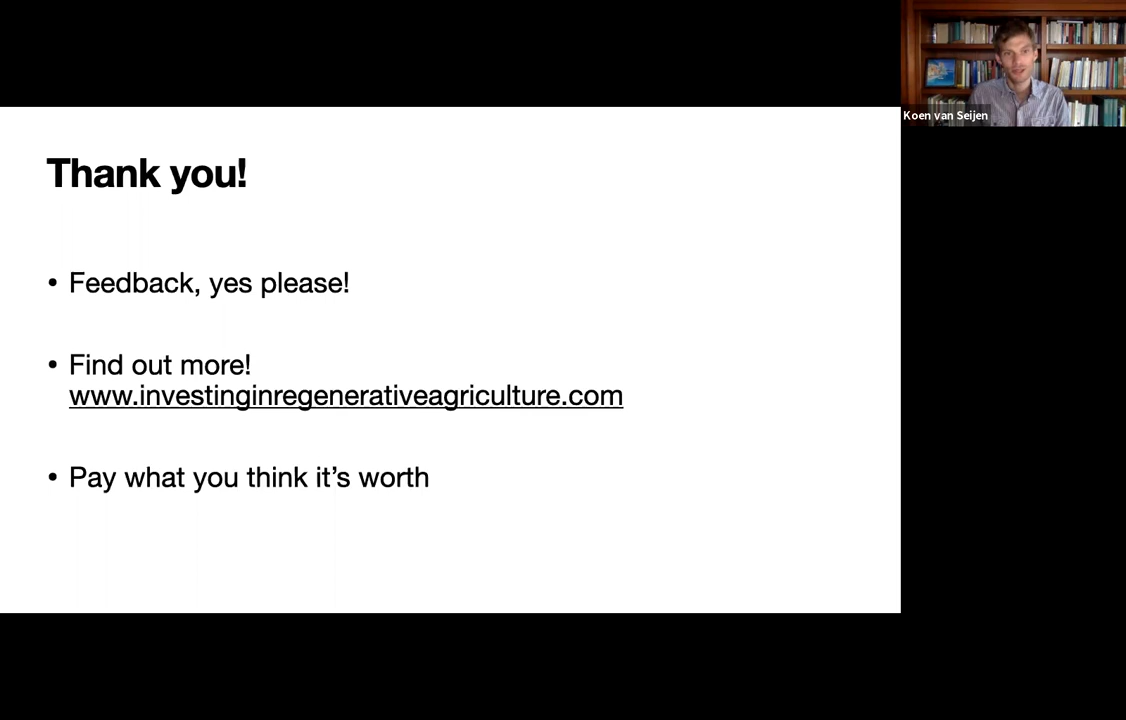 Koen van Seijen
Thank you!
• Feedback, yes please!
• Find out more!
www.investinginregenerativeagriculture.com
• Pay what you think it’s worth